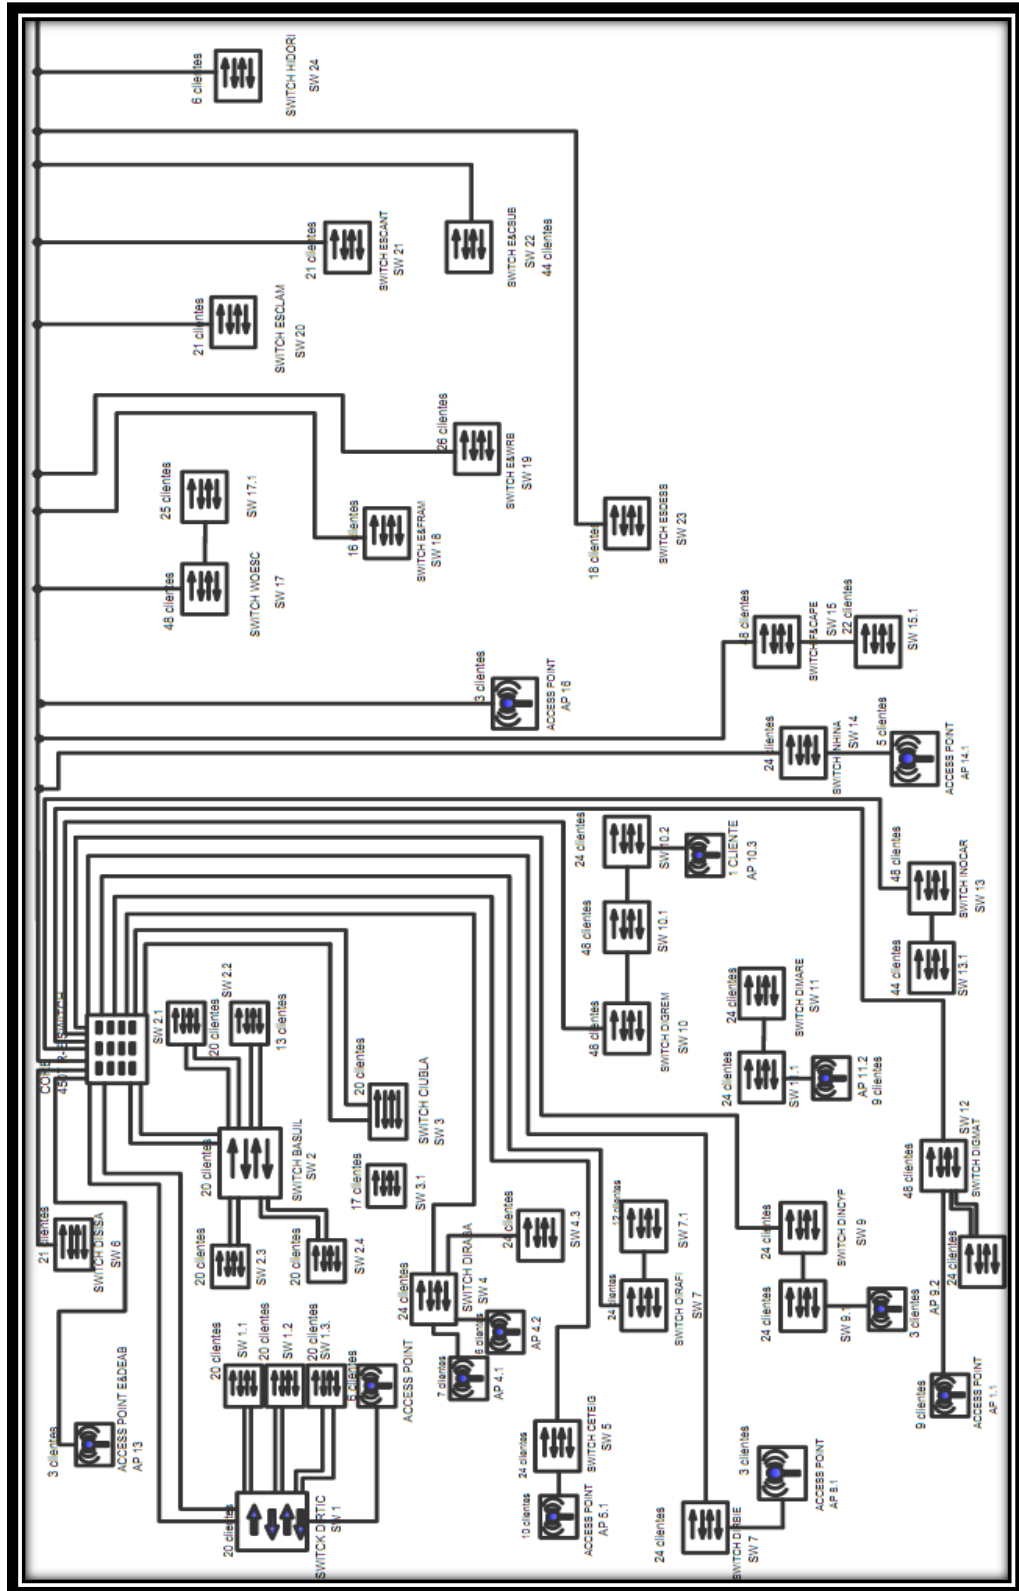 6 clientes
SWITCH HIDORI
SW 24
21 clientes
SWITCH ESCANT
SW 21
SWITCH E&CSUB
SW 22
44 clientes
21 clientes
SWITCH ESCLAM
SW 20
26 clientes
SWITCH E&WRB
SW 19
25 clientes
SW 17.1
16 clientes
SWITCH E&FRAM
SW 18
48 clientes
SWITCH WOESC
SW 17
18 clientes
SWITCH ESDESS
SW 23
clientes
SW 15
22 clientes
SW 15.1
3 clientes
ACCESS POINT
AP 16
24 clientes
SW 14
5 clientes
ACCESS POINT
AP 14.1
24 clientes
SW 10.2
1 CLIENTE
AP 10.3
48 clientes
SW 10.1
48 clientes
SWITCH DIGREM
SW 10
48 clientes
SWITCH INOCAR
SW 13
44 clientes
SW 13.1
24 clientes
SWITCH DIMARE
SW 11
24 clientes
SW 11.1
AP 11.2
9 clientes
SW 2.1
20 clientes
SW 2.2
13 clientes
20 clientes
SWITCH BASUIL
SW 2
20 clientes
SW 2.3
20 clientes
SW 2.4
20 clientes
SWITCH CIUBLA
SW 3
17 clientes
SW 3.1
48 clientes
SW 12
SWITCH DIGMAT
24 clientes
21 clientes
SWITCH DISISA
SW 6
24 clientes
SWITCH DIRASA
SW 4
24 clientes
SW 4.3
7 clientes
AP 4.1
clientes
AP 4.2
12 clientes
SW 7.1
24 clientes
SWITCH DIRAFI
SW 7
24 clientes
SWITCH DINCYP
SW 9
24 clientes
SW 9.1
AP 9.2
3 clientes
3 clientes
ACCESS POINT E&DEAB
AP 13
20 clientes
SW 1.1
20 clientes
SW 1.2
20 clientes
SW 1.3
clientes
ACCESS POINT
20 clientes
SWITCK DIRTIC
SW 1
24 clientes
SWITCH CETEIG
SW 5
10 clientes
ACCESS POINT
AP 5.1
24 clientes
SWITCH DIRBIE
SW 7
3 clientes
ACCESS POINT
AP 8.1
9 clientes
ACCESS POINT
AP 1.1